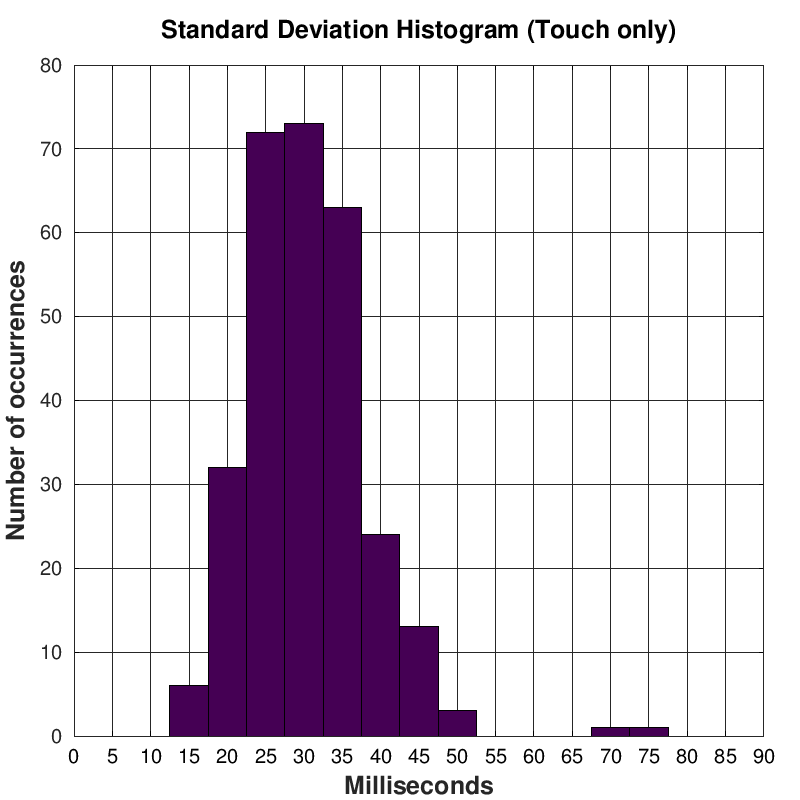 Standard Deviation Histogram (Touch only)
80
70
60
50
40
30
20
10
0
Number of occurrences
0 5 10 15 20 25 30 35 40 45 50 55 60 65 70 75 80 85 90
Milliseconds